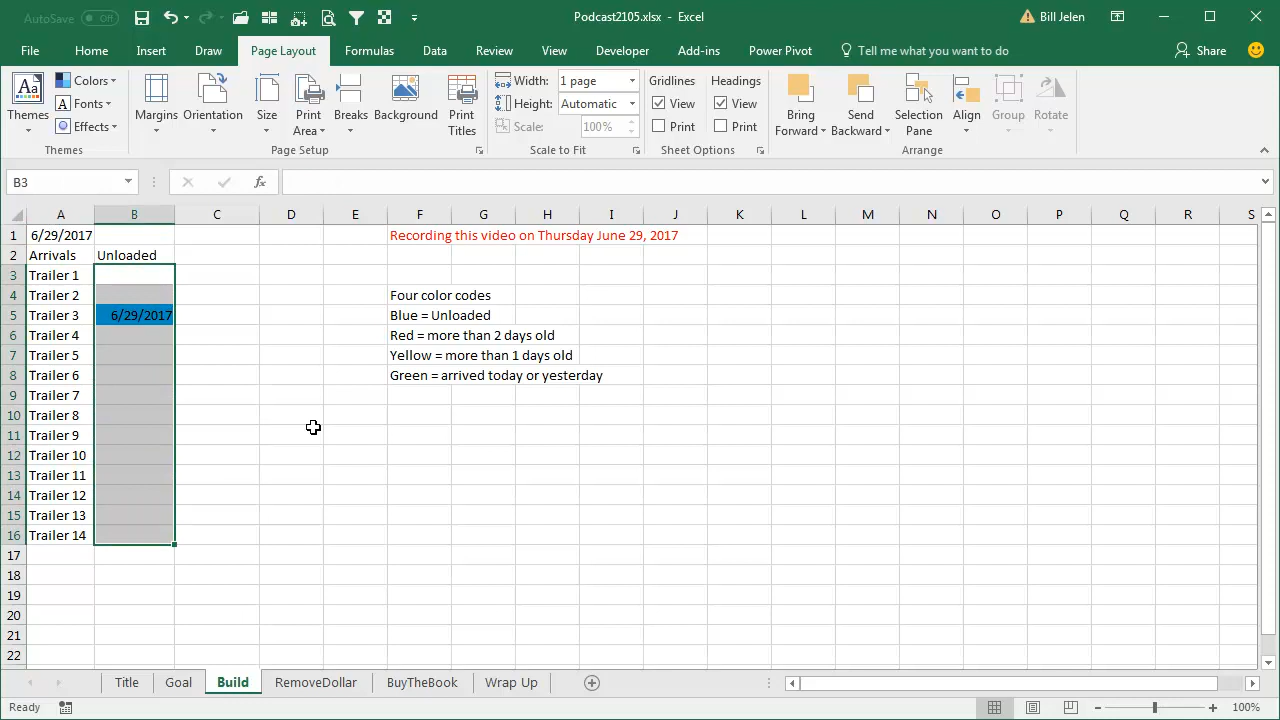 AutoSave Off Podcast2105.xlsx - Excel Bill Jelen
File Home Insert Draw Page Layout Formulas Data Review View Developer Add-ins Power Pivot Tell me what you want to do Share
Themes Colors Fonts Effects Margins Orientation Size Print Area Breaks Background Print Titles Width: 1 page Height: Automatic Scale: 100% Gridlines View Print Headings View Print Bring Forward Send Backward Selection Pane Align Group Rotate
Themes Page Setup Scale to Fit Sheet Options Arrange
B3 fx
A B C D E F G H I J K L M N O P Q R S
1 6/29/2017 Recording this video on Thursday June 29, 2017
2 Arrivals Unloaded
3 Trailer 1
4 Trailer 2 Four color codes
5 Trailer 3 6/29/2017 Blue = Unloaded
6 Trailer 4 Red = more than 2 days old
7 Trailer 5 Yellow = more than 1 days old
8 Trailer 6 Green = arrived today or yesterday
9 Trailer 7
10 Trailer 8
11 Trailer 9
12 Trailer 10
13 Trailer 11
14 Trailer 12
15 Trailer 13
16 Trailer 14
17
18
19
20
21
22
Title Goal Build RemoveDollar BuyTheBook Wrap Up
Ready 100%